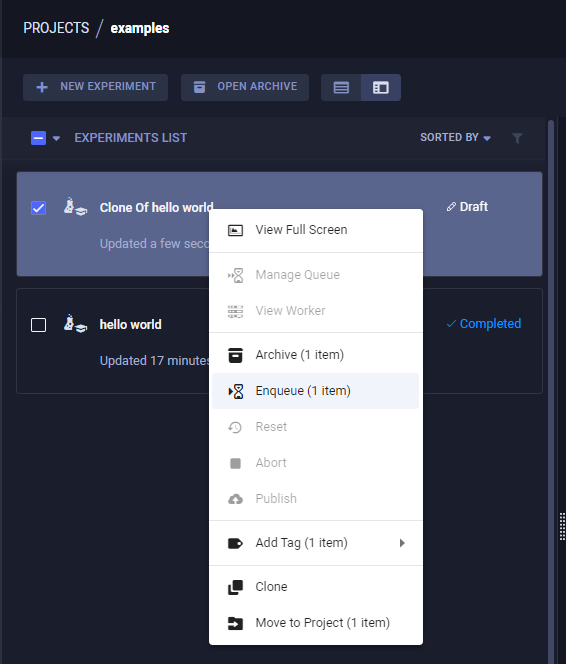 PROJECTS / examples
NEW EXPERIMENT
OPEN ARCHIVE
EXPERIMENTS LIST
SORTED BY
Clone Of hello world
Draft
Updated a few seco
hello world
Completed
Updated 17 minutes
View Full Screen
Manage Queue
View Worker
Archive (1 item)
Enqueue (1 item)
Reset
Abort
Publish
Add Tag (1 item)
Clone
Move to Project (1 item)